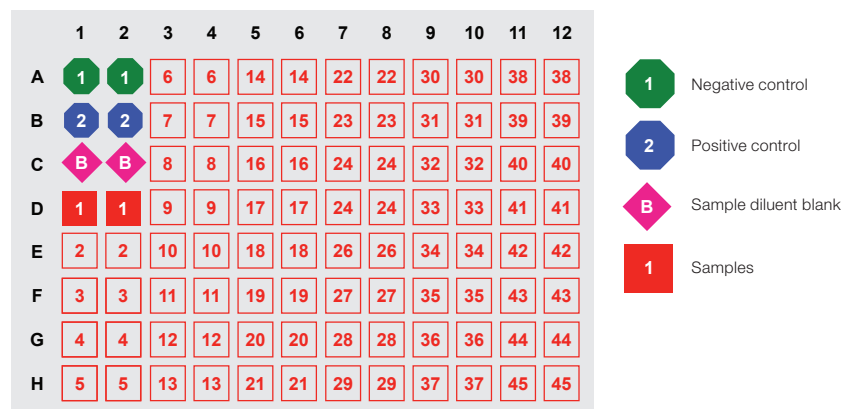 1 2 3 4 5 6 7 8 9 10 11 12
A 1 1 6 6 14 14 22 22 30 30 38 38
B 2 2 7 7 15 15 23 23 31 31 39 39
C B B 8 8 16 16 24 24 32 32 40 40
D 1 1 9 9 17 17 24 24 33 33 41 41
E 2 2 10 10 18 18 26 26 34 34 42 42
F 3 3 11 11 19 19 27 27 35 35 43 43
G 4 4 12 12 20 20 28 28 36 36 44 44
H 5 5 13 13 21 21 29 29 37 37 45 45
1 Negative control
2 Positive control
B Sample diluent blank
1 Samples